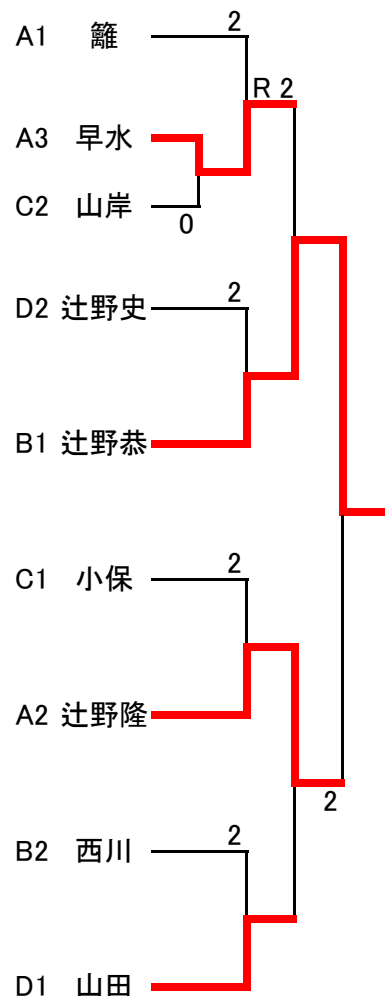 2
A1 籬
R 2
A3 早水
C2 山岸
0
2
D2 辻野史
B1 辻野恭
2
C1 小保
A2 辻野隆
2
2
B2 西川
D1 山田